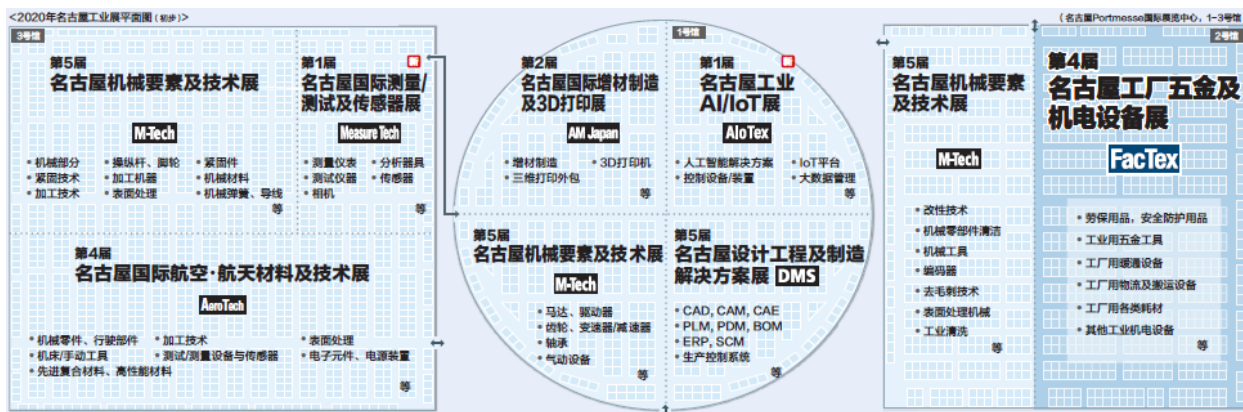 <2020年名古屋工业展平面图（初步）>
（名古屋Portmesse国际展览中心，1-3号馆）
3号馆
第5届
名古屋机械要素及技术展
M-Tech
• 机械部分
• 紧固技术
• 加工技术
• 操纵杆、脚轮
• 加工机器
• 表面处理
• 紧固件
• 机械材料
• 机械弹簧、导线
等
新
第1届
名古屋国际测量/
测试及传感器展
Measure Tech
• 测量仪表
• 测试仪器
• 相机
• 分析器具
• 传感器
等
第4届
名古屋国际航空·航天材料及技术展
AeroTech
• 机械零件、行驶部件
• 机床/手动工具
• 先进复合材料、高性能材料
• 加工技术
• 测试/测量设备与传感器
• 表面处理
• 电子元件、电源装置
等
1号馆
第2届
名古屋国际增材制造
及3D打印展
AM Japan
• 增材制造
• 三维打印外包
• 3D打印机
等
新
第1届
名古屋工业
AI/IoT展
AIoTex
• 人工智能解决方案
• 控制设备/装置
• IoT平台
• 大数据管理
等
第5届
名古屋机械要素及技术展
M-Tech
• 马达、驱动器
• 齿轮、变速器/减速器
• 轴承
• 气动设备
等
第5届
名古屋设计工程及制造
解决方案展 DMS
• CAD, CAM, CAE
• PLM, PDM, BOM
• ERP, SCM
• 生产控制系统
等
2号馆
第5届
名古屋机械要素
及技术展
M-Tech
• 改性技术
• 机械零部件清洁
• 机械工具
• 编码器
• 去毛刺技术
• 表面处理机械
• 工业清洗
等
第4届
名古屋工厂五金及
机电设备展
FacTex
• 劳保用品，安全防护用品
• 工业用五金工具
• 工厂用暖通设备
• 工厂用物流及搬运设备
• 工厂用各类耗材
• 其他工业机电设备
等